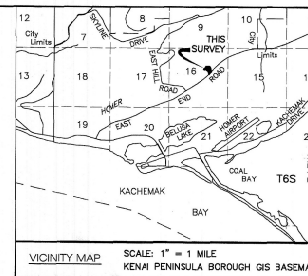 12
8
9
10
City
Limits
7
SKYLINE
DRIVE
THIS
SURVEY
City
Limits
13
18
17
EAST HILL
ROAD
16
ROAD
15
HOMER
END
EAST
19
20
BELUGA
LAKE
21
HOMER
AIRPORT
22
KACHEMAK
DRIVE
COAL
BAY
T6S
KACHEMAK
BAY
VICINITY MAP
SCALE: 1" = 1 MILE
KENAI PENINSULA BOROUGH GIS BASEMA